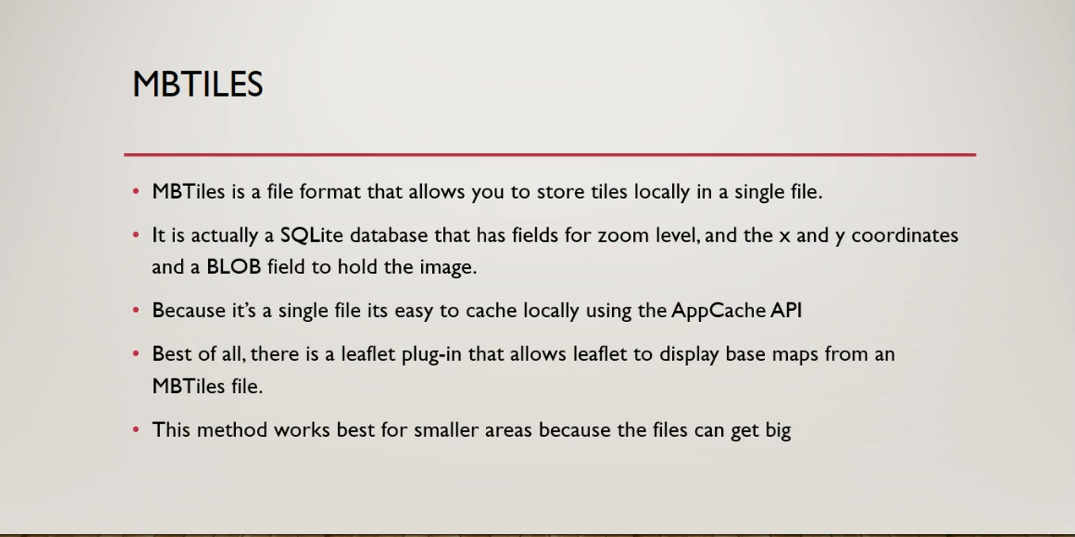 MBTILES
• MBTiles is a file format that allows you to store tiles locally in a single file.
• It is actually a SQLite database that has fields for zoom level, and the x and y coordinates
and a BLOB field to hold the image.
• Because it's a single file its easy to cache locally using the AppCache API
• Best of all, there is a leaflet plug-in that allows leaflet to display base maps from an
MBTiles file.
• This method works best for smaller areas because the files can get big